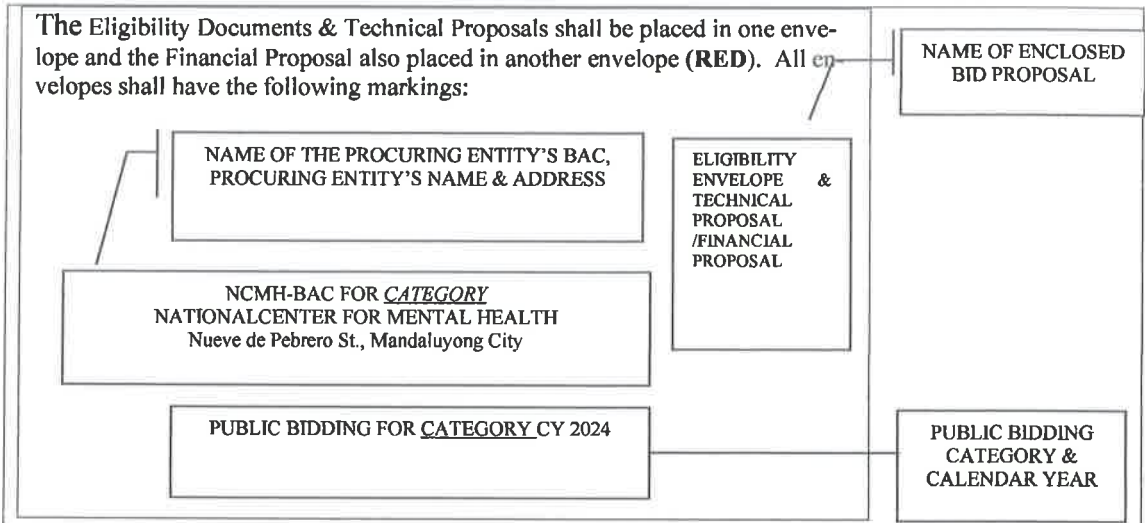 The Eligibility Documents & Technical Proposals shall be placed in one enve-
lope and the Financial Proposal also placed in another envelope (RED). All en-
velopes shall have the following markings:
NAME OF ENCLOSED
BID PROPOSAL
NAME OF THE PROCURING ENTITY'S BAC,
PROCURING ENTITY'S NAME & ADDRESS
ELIGIBILITY
ENVELOPE &
TECHNICAL
PROPOSAL
/FINANCIAL
PROPOSAL
NCMH-BAC FOR CATEGORY
NATIONALCENTER FOR MENTAL HEALTH
Nueve de Pebrero St., Mandaluyong City
PUBLIC BIDDING FOR CATEGORY CY 2024
PUBLIC BIDDING
CATEGORY &
CALENDAR YEAR